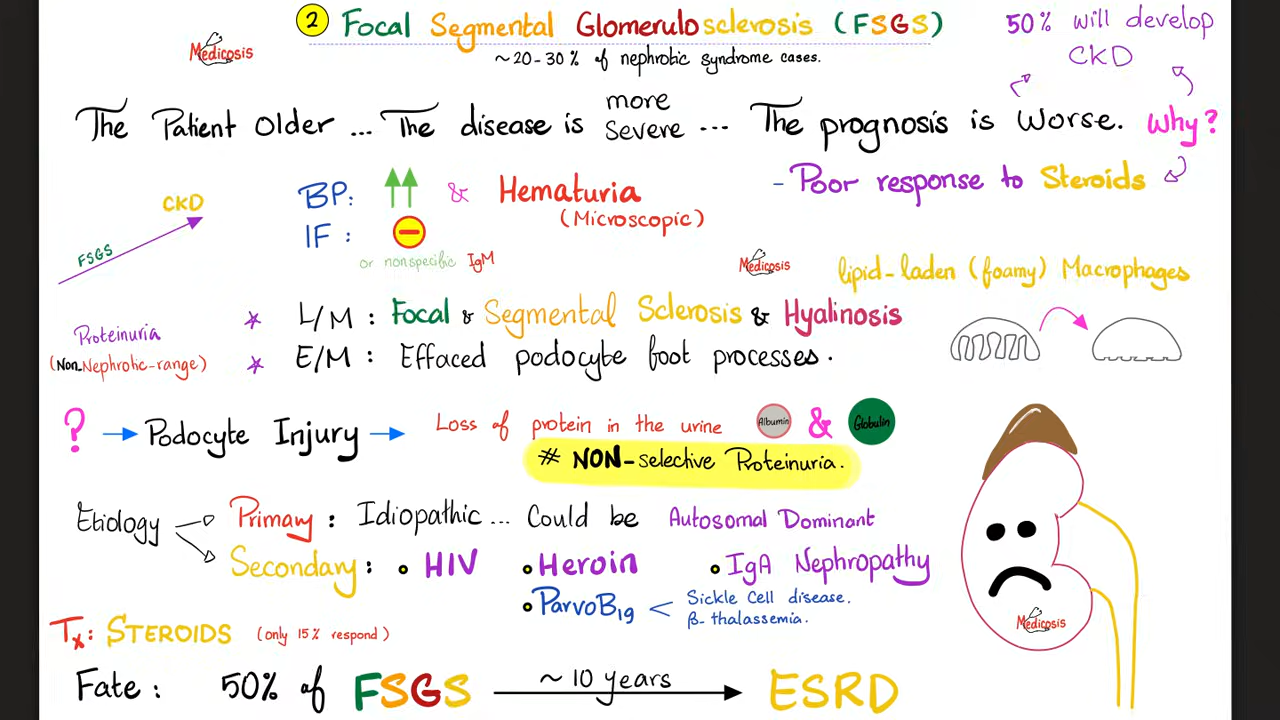 2 Focal Segmental Glomerulosclerosis (FSGS)
~20-30% of nephrotic syndrome cases.
Medicosis
50% will develop
CKD
The Patient Older ... The disease is more severe ... The prognosis is Worse. Why?
- Poor response to Steroids
CKD
FSGS
BP: & Hematuria
(Microscopic)
IF : −
or nonspecific IgM
Medicosis
lipid-laden (foamy) Macrophages
Proteinuria
(Non-Nephrotic-range)
* L/M : Focal & Segmental Sclerosis & Hyalinosis
* E/M : Effaced podocyte foot processes.
? → Podocyte Injury → Loss of protein in the urine Albumin & Globulin
# NON-selective Proteinuria.
Etiology
Primary : Idiopathic ... Could be Autosomal Dominant
Secondary : • HIV • Heroin • IgA Nephropathy
• ParvoB19 < Sickle Cell disease.
β-thalassemia.
Medicosis
Tx: STEROIDS (only 15% respond)
Fate : 50% of FSGS ~10 years ESRD